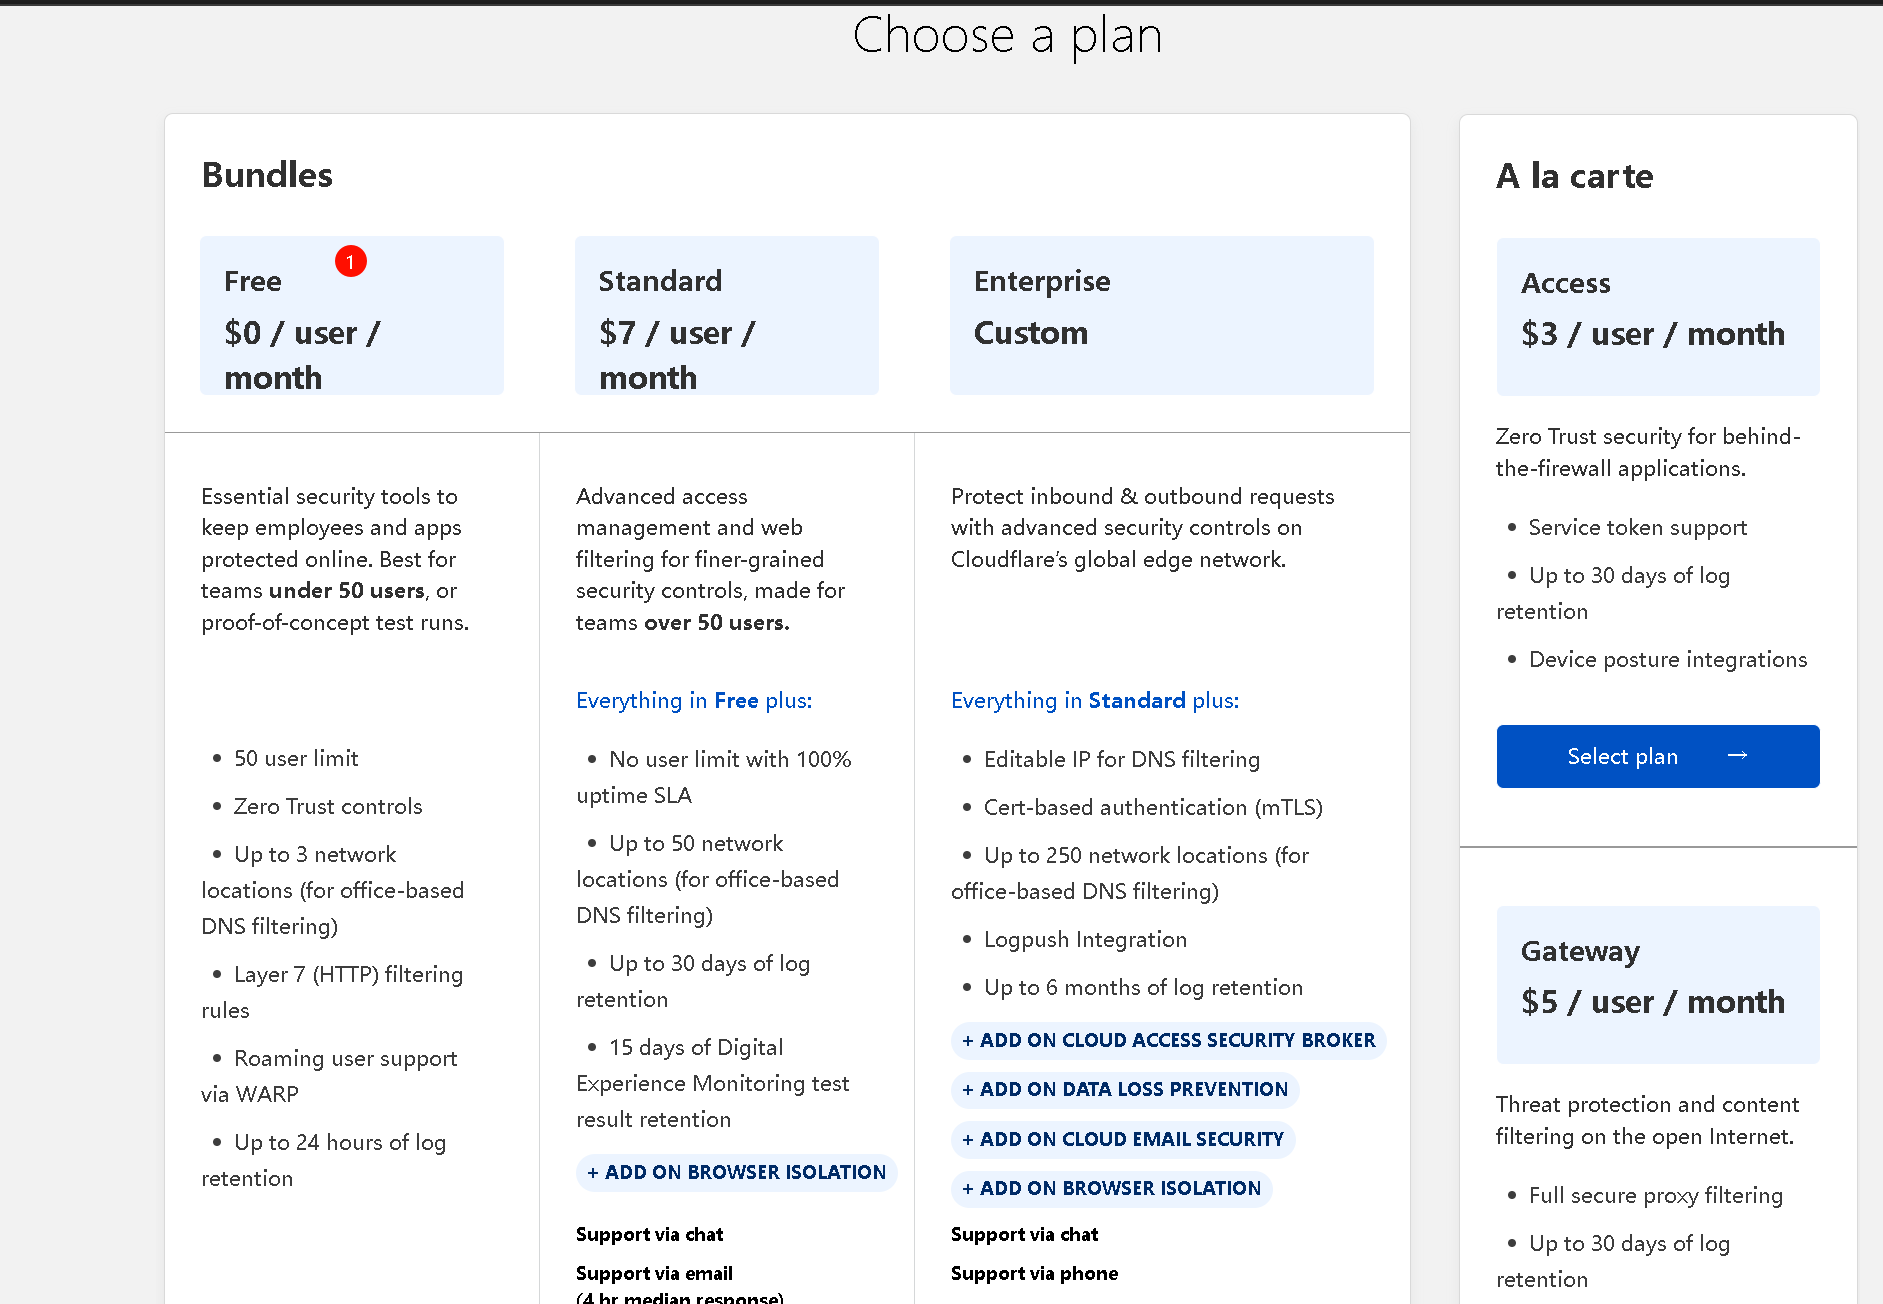 Choose a plan
Bundles
Free
1
$0 / user /
month
Standard
$7 / user /
month
Enterprise
Custom
Essential security tools to
keep employees and apps
protected online. Best for
teams under 50 users, or
proof-of-concept test runs.
• 50 user limit
• Zero Trust controls
• Up to 3 network
locations (for office-based
DNS filtering)
• Layer 7 (HTTP) filtering
rules
• Roaming user support
via WARP
• Up to 24 hours of log
retention
Advanced access
management and web
filtering for finer-grained
security controls, made for
teams over 50 users.
Everything in Free plus:
• No user limit with 100%
uptime SLA
• Up to 50 network
locations (for office-based
DNS filtering)
• Up to 30 days of log
retention
• 15 days of Digital
Experience Monitoring test
result retention
+ ADD ON BROWSER ISOLATION
Support via chat
Support via email
(4 hr median response)
Protect inbound & outbound requests
with advanced security controls on
Cloudflare’s global edge network.
Everything in Standard plus:
• Editable IP for DNS filtering
• Cert-based authentication (mTLS)
• Up to 250 network locations (for
office-based DNS filtering)
• Logpush Integration
• Up to 6 months of log retention
+ ADD ON CLOUD ACCESS SECURITY BROKER
+ ADD ON DATA LOSS PREVENTION
+ ADD ON CLOUD EMAIL SECURITY
+ ADD ON BROWSER ISOLATION
Support via chat
Support via phone
A la carte
Access
$3 / user / month
Zero Trust security for behind-
the-firewall applications.
• Service token support
• Up to 30 days of log
retention
• Device posture integrations
Select plan →
Gateway
$5 / user / month
Threat protection and content
filtering on the open Internet.
• Full secure proxy filtering
• Up to 30 days of log
retention